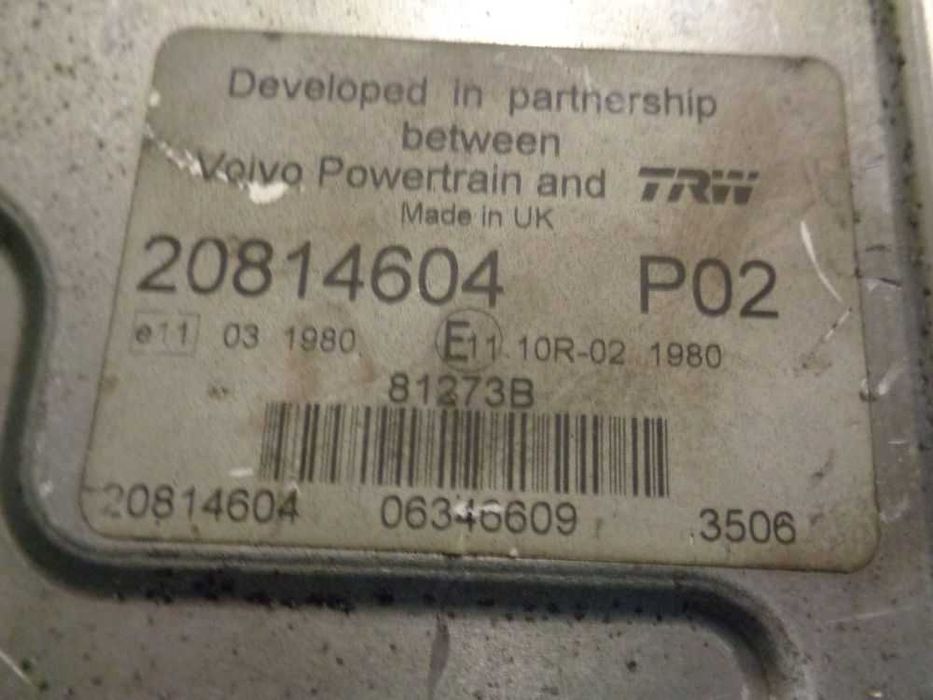 Developed in partnership
between
Volvo Powertrain and TRW
Made in UK
20814604 P02
e11 03 1980 E11 10R-02 1980
81273B
20814604 06346609 3506